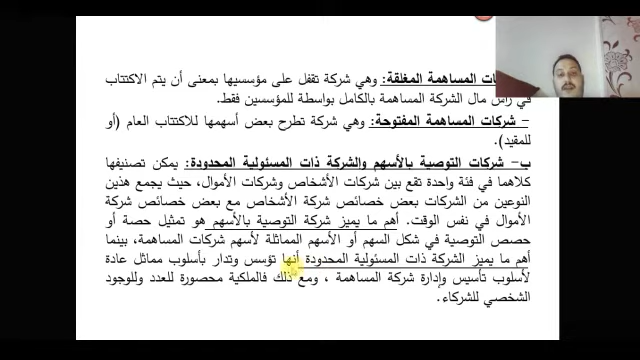 ات المساهمة المغلقة: وهي شركة تقفل على مؤسسيها بمعنى أن يتم الاكتتاب
في رأس مال الشركة المساهمة بالكامل بواسطة للمؤسسين فقط.
– شركات المساهمة المفتوحة: وهي شركة تطرح بعض أسهمها للاكتتاب العام (أو
للمقيد).
ب– شركات التوصية بالأسهم والشركة ذات المسئولية المحدودة: يمكن تصنيفها
كلاهما في فئة واحدة تقع بين شركات الأشخاص وشركات الأموال، حيث يجمع هذين
النوعين من الشركات بعض خصائص شركة الأشخاص مع بعض خصائص شركة
الأموال في نفس الوقت. أهم ما يميز شركة التوصية بالأسهم هو تمثيل حصة أو
حصص التوصية في شكل السهم أو الأسهم المماثلة لأسهم شركات المساهمة، بينما
أهم ما يميز الشركة ذات المسئولية المحدودة أنها تؤسس وتدار بأسلوب مماثل عادة
لأسلوب تأسيس وإدارة شركة المساهمة ، ومع ذلك فالملكية محصورة للعدد وللوجود
الشخصي للشركاء.